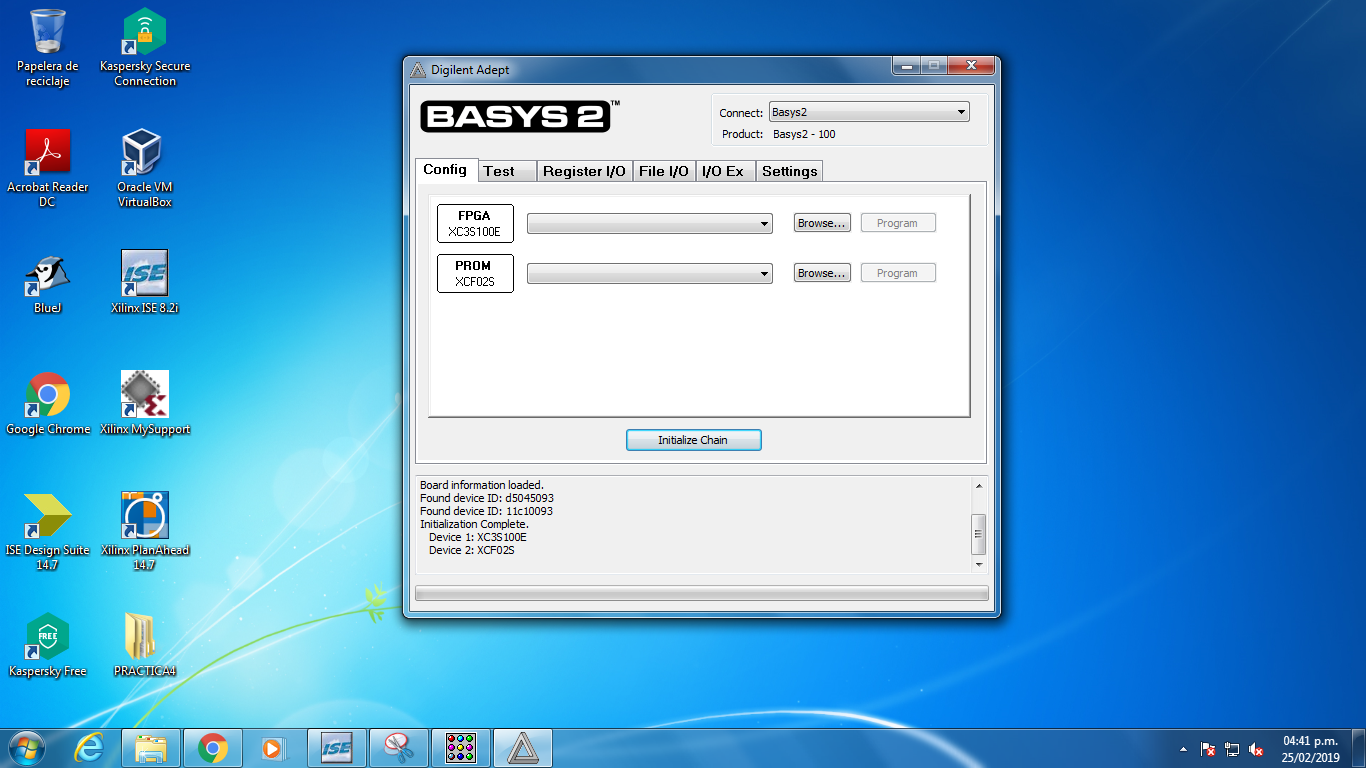 Papelera de
reciclaje
Kaspersky Secure
Connection
Acrobat Reader
DC
Oracle VM
VirtualBox
BlueJ
ISE
Xilinx ISE 8.2i
Google Chrome
Xilinx MySupport
ISE Design Suite
14.7
Xilinx PlanAhead
14.7
FREE
Kaspersky Free
PRACTICA4
Digilent Adept
BASYS 2™
Connect: Basys2
Product: Basys2 - 100
Config Test Register I/O File I/O I/O Ex Settings
FPGA
XC3S100E
Browse... Program
PROM
XCF02S
Browse... Program
Initialize Chain
Board information loaded.
Found device ID: d5045093
Found device ID: 11c10093
Initialization Complete.
Device 1: XC3S100E
Device 2: XCF02S
ISE
04:41 p.m.
25/02/2019